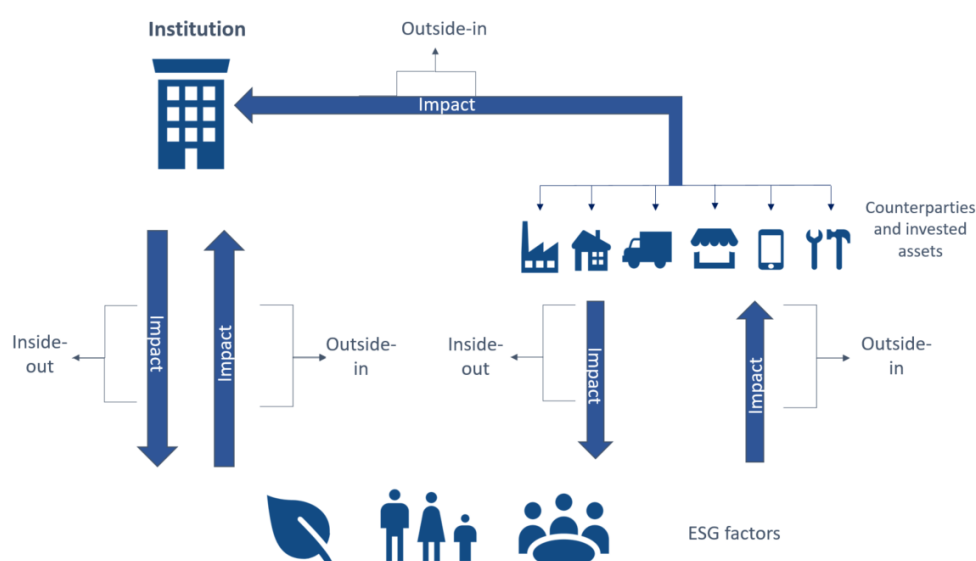 Institution
Outside-in
Impact
Counterparties
and invested
assets
Inside-
out
Impact
Impact
Outside-
in
Inside-
out
Impact
Impact
Outside-
in
ESG factors